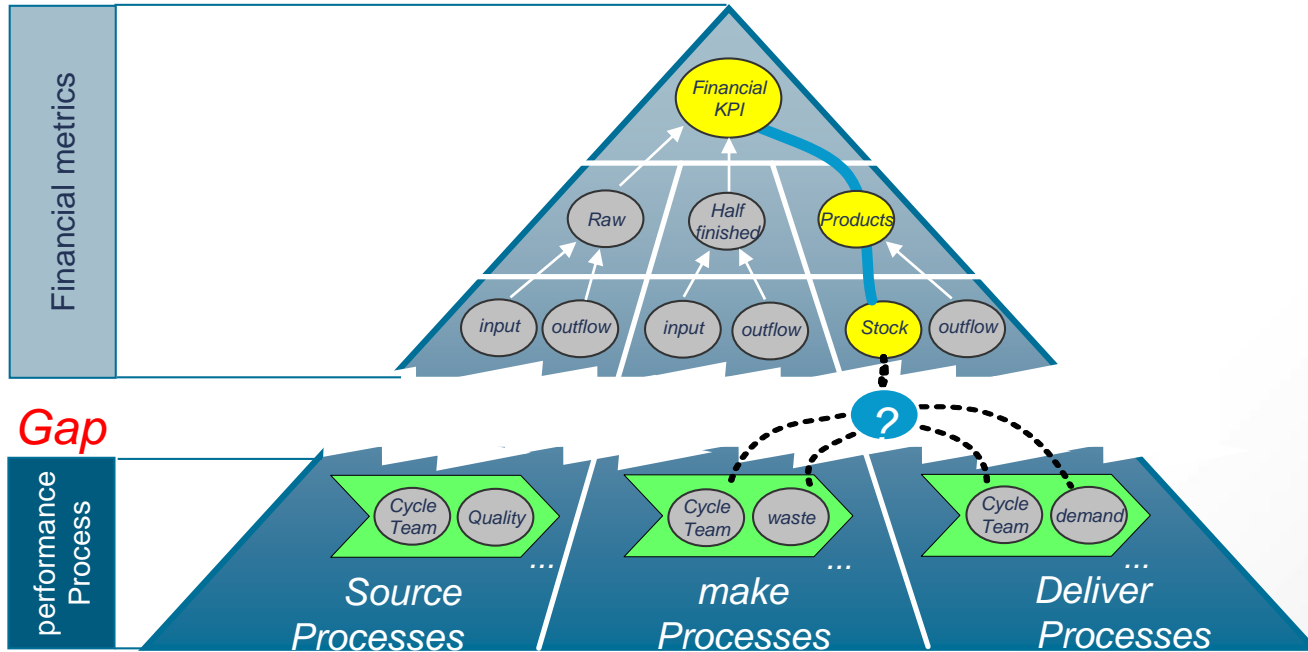 Financial metrics
Financial
KPI
Raw
Half
finished
Products
input
outflow
input
outflow
Stock
outflow
Gap
?
performance
Process
Cycle
Team
Quality
...
Cycle
Team
waste
...
Cycle
Team
demand
...
Source
Processes
make
Processes
Deliver
Processes